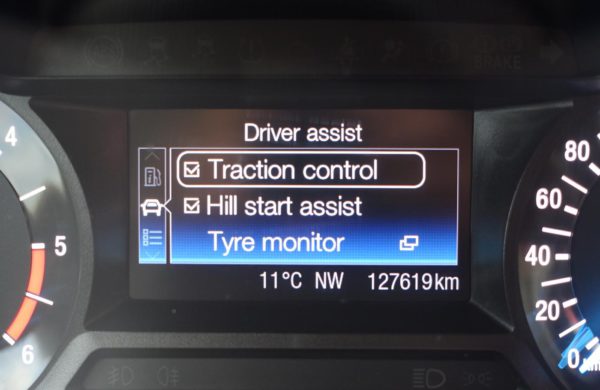 BRAKE
Driver assist
Traction control
Hill start assist
Tyre monitor
11°C NW 127619km
4
5
6
80
60
40
20
0